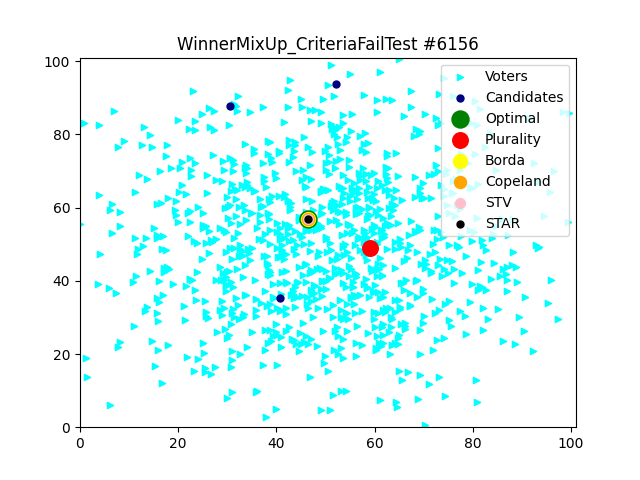 WinnerMixUp_CriteriaFailTest #6156
100
80
60
40
20
0
0 20 40 60 80 100
Voters
Candidates
Optimal
Plurality
Borda
Copeland
STV
STAR